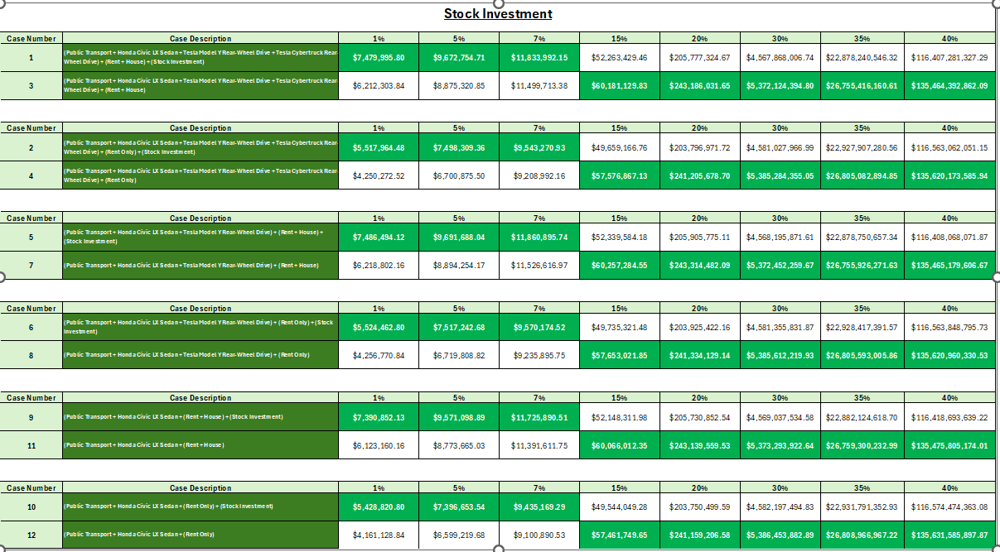 Stock Investment
Case Number Case Description 1% 5% 7% 15% 20% 30% 35% 40%
1 (Public Transport + Honda Civic LX Sedan + Tesla Model Y Rear-Wheel Drive + Tesla Cybertruck Rear-Wheel Drive) + (Rent + House) + (Stock Investment) $7,479,995.80 $9,672,754.71 $11,833,992.15 $52,263,429.46 $205,777,324.67 $4,567,868,006.74 $22,878,240,546.32 $116,407,281,327.29
3 (Public Transport + Honda Civic LX Sedan + Tesla Model Y Rear-Wheel Drive + Tesla Cybertruck Rear-Wheel Drive) + (Rent + House) $6,212,303.84 $8,875,320.85 $11,499,713.38 $60,181,129.83 $243,186,031.65 $5,372,124,394.80 $26,755,416,160.61 $135,464,392,862.09
Case Number Case Description 1% 5% 7% 15% 20% 30% 35% 40%
2 (Public Transport + Honda Civic LX Sedan + Tesla Model Y Rear-Wheel Drive + Tesla Cybertruck Rear-Wheel Drive) + (Rent Only) + (Stock Investment) $5,517,964.48 $7,498,309.36 $9,543,270.93 $49,659,166.76 $203,796,971.72 $4,581,027,966.99 $22,927,907,280.56 $116,563,062,051.15
4 (Public Transport + Honda Civic LX Sedan + Tesla Model Y Rear-Wheel Drive + Tesla Cybertruck Rear-Wheel Drive) + (Rent Only) $4,250,272.52 $6,700,875.50 $9,208,992.16 $57,576,867.13 $241,205,678.70 $5,385,284,355.05 $26,805,082,894.85 $135,620,173,585.94
Case Number Case Description 1% 5% 7% 15% 20% 30% 35% 40%
5 (Public Transport + Honda Civic LX Sedan + Tesla Model Y Rear-Wheel Drive) + (Rent + House) + (Stock Investment) $7,486,494.12 $9,691,688.04 $11,860,895.74 $52,339,584.18 $205,905,775.11 $4,568,195,871.61 $22,878,750,657.34 $116,408,068,071.87
7 (Public Transport + Honda Civic LX Sedan + Tesla Model Y Rear-Wheel Drive) + (Rent + House) $6,218,802.16 $8,894,254.17 $11,526,616.97 $60,257,284.55 $243,314,482.09 $5,372,452,259.67 $26,755,926,271.63 $135,465,179,606.67
Case Number Case Description 1% 5% 7% 15% 20% 30% 35% 40%
6 (Public Transport + Honda Civic LX Sedan + Tesla Model Y Rear-Wheel Drive) + (Rent Only) + (Stock Investment) $5,524,462.80 $7,517,242.68 $9,570,174.52 $49,735,321.48 $203,925,422.16 $4,581,355,831.87 $22,928,417,391.57 $116,563,848,795.73
8 (Public Transport + Honda Civic LX Sedan + Tesla Model Y Rear-Wheel Drive) + (Rent Only) $4,256,770.84 $6,719,808.82 $9,235,895.75 $57,653,021.85 $241,334,129.14 $5,385,612,219.93 $26,805,593,005.86 $135,620,960,330.53
Case Number Case Description 1% 5% 7% 15% 20% 30% 35% 40%
9 (Public Transport + Honda Civic LX Sedan + (Rent + House) + (Stock Investment) $7,390,852.13 $9,571,098.89 $11,725,890.51 $52,148,311.98 $205,730,852.54 $4,569,037,534.58 $22,882,124,618.70 $116,418,693,639.22
11 (Public Transport + Honda Civic LX Sedan + (Rent + House) $6,123,160.16 $8,773,665.03 $11,391,611.75 $60,066,012.35 $243,139,559.53 $5,373,293,922.64 $26,759,300,232.99 $135,475,805,174.01
Case Number Case Description 1% 5% 7% 15% 20% 30% 35% 40%
10 (Public Transport + Honda Civic LX Sedan + (Rent Only) + (Stock Investment) $5,428,820.80 $7,396,653.54 $9,435,169.29 $49,544,049.28 $203,750,499.59 $4,582,197,494.83 $22,931,791,352.93 $116,574,474,363.08
12 (Public Transport + Honda Civic LX Sedan + (Rent Only) $4,161,128.84 $6,599,219.68 $9,100,890.53 $57,461,749.65 $241,159,206.58 $5,386,453,882.89 $26,808,966,967.22 $135,631,585,897.87